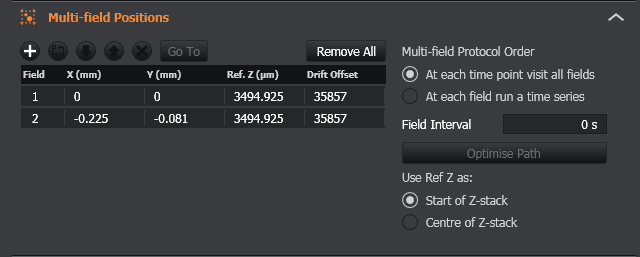 Multi-field Positions
Go To
Remove All
Field X (mm) Y (mm) Ref. Z (µm) Drift Offset
1 0 0 3494.925 35857
2 -0.225 -0.081 3494.925 35857
Multi-field Protocol Order
At each time point visit all fields
At each field run a time series
Field Interval 0 s
Optimise Path
Use Ref Z as:
Start of Z-stack
Centre of Z-stack